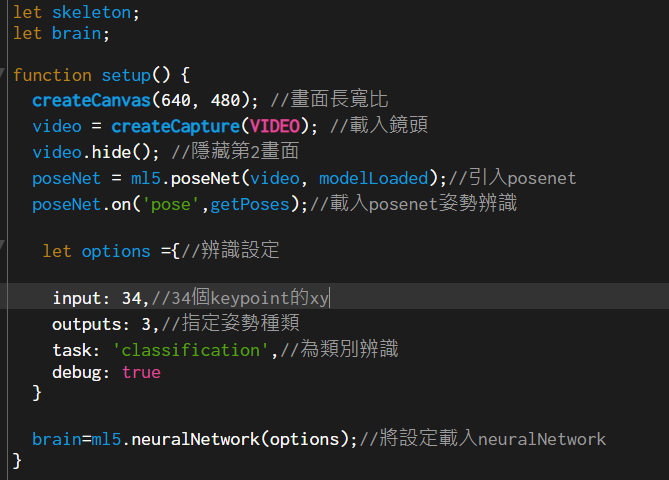 let skeleton;
let brain;
function setup() {
createCanvas(640, 480); //畫面長寬比
video = createCapture(VIDEO); //載入鏡頭
video.hide(); //隱藏第2畫面
poseNet = ml5.poseNet(video, modelLoaded);//引入posenet
poseNet.on('pose',getPoses);//載入posenet姿勢辨識
let options ={//辨識設定
input: 34,//34個keypoint的xy
outputs: 3,//指定姿勢種類
task: 'classification',//為類別辨識
debug: true
}
brain=ml5.neuralNetwork(options);//將設定載入neuralNetwork
}